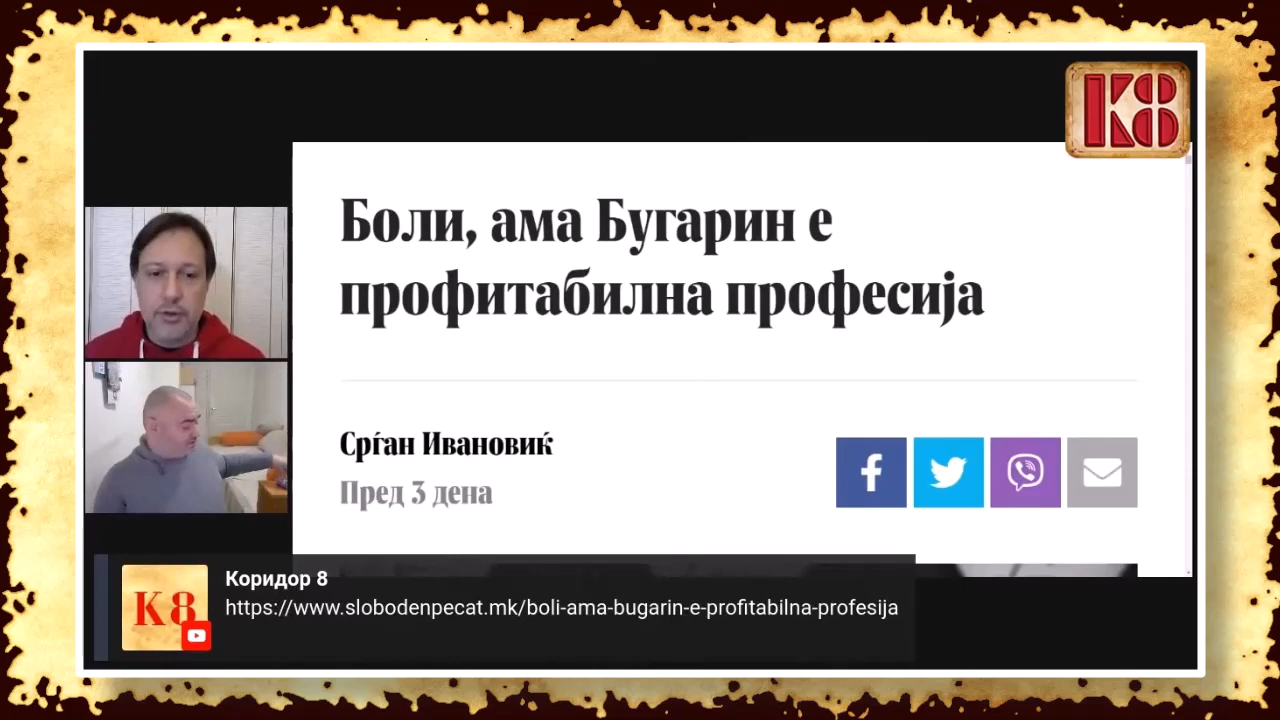 K8
Боли, ама Бугарин е
профитабилна професија
Срѓан Ивановиќ
Пред 3 дена
K8
Коридор 8
https://www.slobodenpecat.mk/boli-ama-bugarin-e-profitabilna-profesija